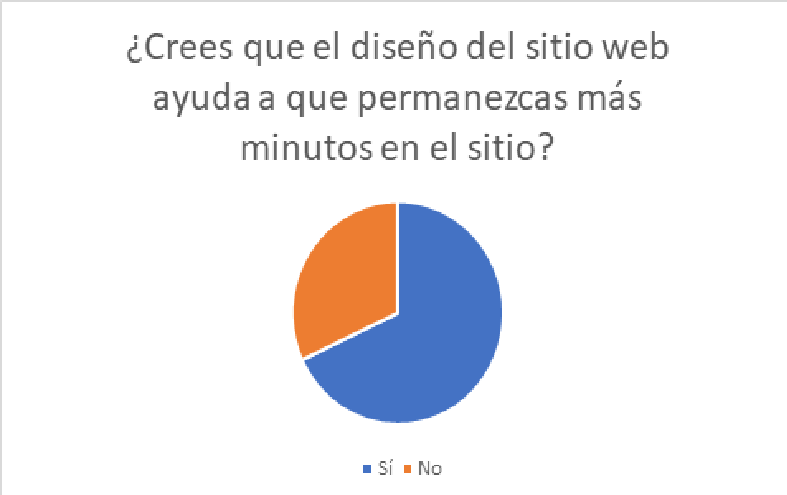 ¿Crees que el diseño del sitio web
ayuda a que permanezcas más
minutos en el sitio?
Sí No